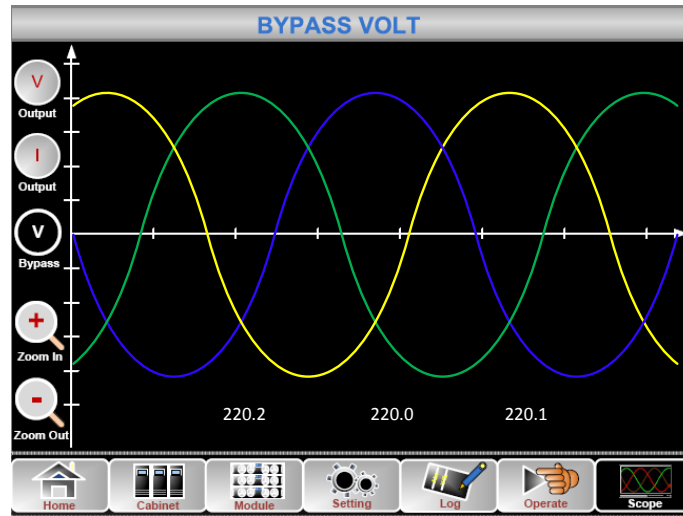 BYPASS VOLT
V
Output
I
Output
V
Bypass
+
Zoom In
-
Zoom Out
220.2 220.0 220.1
Home Cabinet Module Setting Log Operate Scope